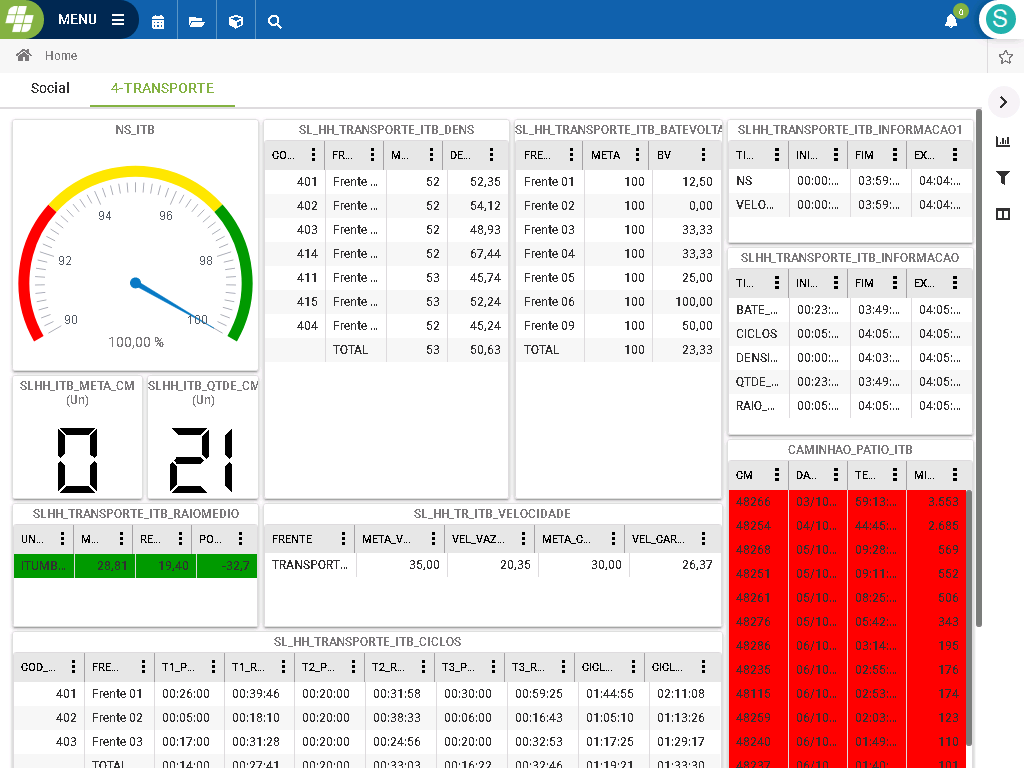 MENU
0
S
Home
Social 4-TRANSPORTE
NS_ITB
90 92 94 96 98 100
100,00 %
SLHH_ITB_META_CM
(Un)
0
SLHH_ITB_QTDE_CM
(Un)
21
SL_HH_TRANSPORTE_ITB_DENS
CO... FR... M... DE...
401 Frente ... 52 52,35
402 Frente ... 52 54,12
403 Frente ... 52 48,93
414 Frente ... 52 67,44
411 Frente ... 53 45,74
415 Frente ... 53 52,24
404 Frente ... 52 45,24
TOTAL 53 50,63
SL_HH_TRANSPORTE_ITB_BATEVOLTA
FRE... META BV
Frente 01 100 12,50
Frente 02 100 0,00
Frente 03 100 33,33
Frente 04 100 33,33
Frente 05 100 25,00
Frente 06 100 100,00
Frente 09 100 50,00
TOTAL 100 23,33
SL_HH_TRANSPORTE_ITB_INFORMACAO1
TI... INI... FIM EX...
NS 00:00:... 03:59:... 04:04:...
VELO... 00:00:... 03:59:... 04:04:...
SL_HH_TRANSPORTE_ITB_INFORMACAO
TI... INI... FIM EX...
BATE_... 00:23:... 03:49:... 04:05:...
CICLOS 00:05:... 04:05:... 04:05:...
DENSI... 00:00:... 04:03:... 04:05:...
QTDE_... 00:23:... 03:49:... 04:05:...
RAIO_... 00:05:... 04:05:... 04:05:...
SLHH_TRANSPORTE_ITB_RAIOMEDIO
UN... M... RE... PO...
ITUMB... 28,81 19,40 -32,7
SL_HH_TR_ITB_VELOCIDADE
FRENTE META_V... VEL_VAZ... META_C... VEL_CAR...
TRANSPORT... 35,00 20,35 30,00 26,37
CAMINHAO_PATIO_ITB
CM DA... TE... MI...
48266 03/10... 59:13:... 3.553
48254 04/10... 44:45:... 2.685
48268 05/10... 09:28:... 569
48251 05/10... 09:11:... 552
48261 05/10... 08:25:... 506
48276 05/10... 05:42:... 343
48286 06/10... 03:14:... 195
48235 06/10... 02:55:... 176
48115 06/10... 02:53:... 174
48259 06/10... 02:03:... 123
48240 06/10... 01:49:... 110
48237 06/10... 01:40:... 101
SL_HH_TRANSPORTE_ITB_CICLOS
COD_... FRE... T1_P... T1_R... T2_P... T2_R... T3_P... T3_R... CICL... CICL...
401 Frente 01 00:26:00 00:39:46 00:20:00 00:31:58 00:30:00 00:59:25 01:44:55 02:11:08
402 Frente 02 00:05:00 00:18:10 00:20:00 00:38:33 00:06:00 00:16:43 01:05:10 01:13:26
403 Frente 03 00:17:00 00:31:28 00:20:00 00:24:56 00:20:00 00:32:53 01:17:25 01:29:17
TOTAL 00:14:00 00:27:41 00:20:00 00:33:03 00:16:22 00:32:46 01:19:21 01:33:30